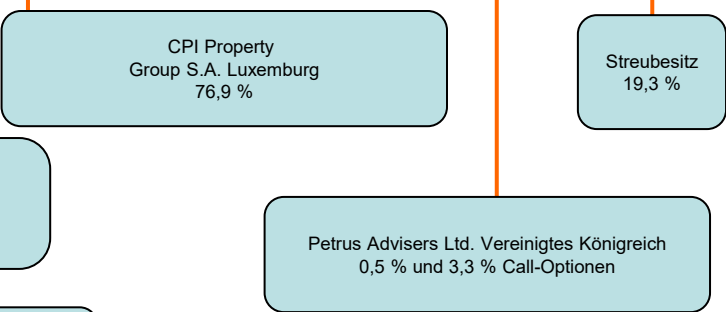 CPI Property
Group S.A. Luxemburg
76,9 %
Streubesitz
19,3 %
Petrus Advisers Ltd. Vereinigtes Königreich
0,5 % und 3,3 % Call-Optionen